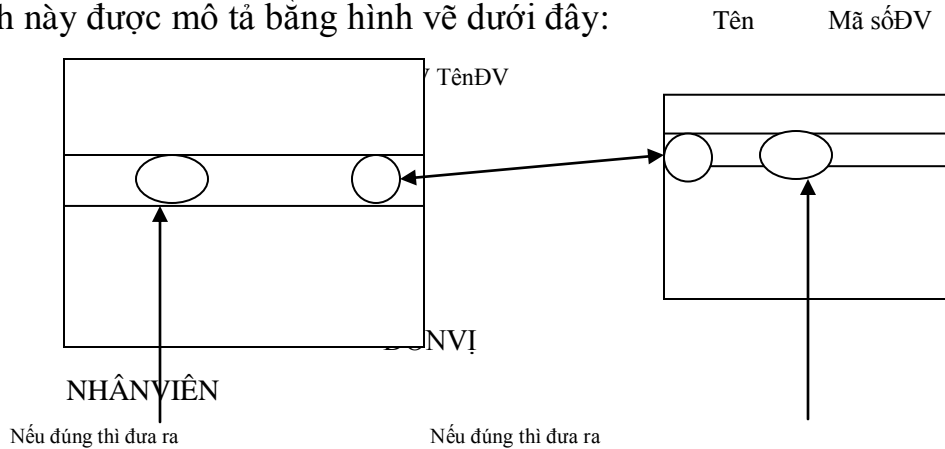 h này được mô tả bằng hình vẽ dưới đây: Tên Mã sốĐV
TênĐV
NVỊ
NHÂNVIÊN
Nếu đúng thì đưa ra Nếu đúng thì đưa ra